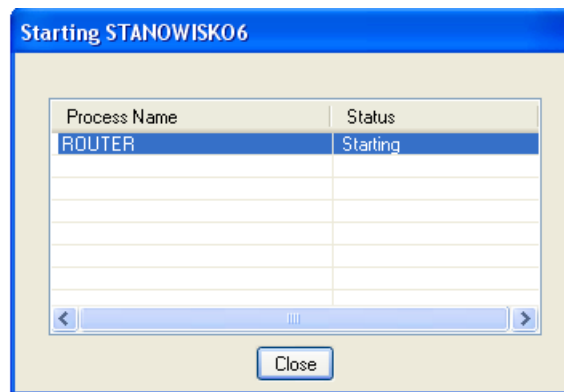 Starting STANOWISKO6
Process Name Status
ROUTER Starting
Close